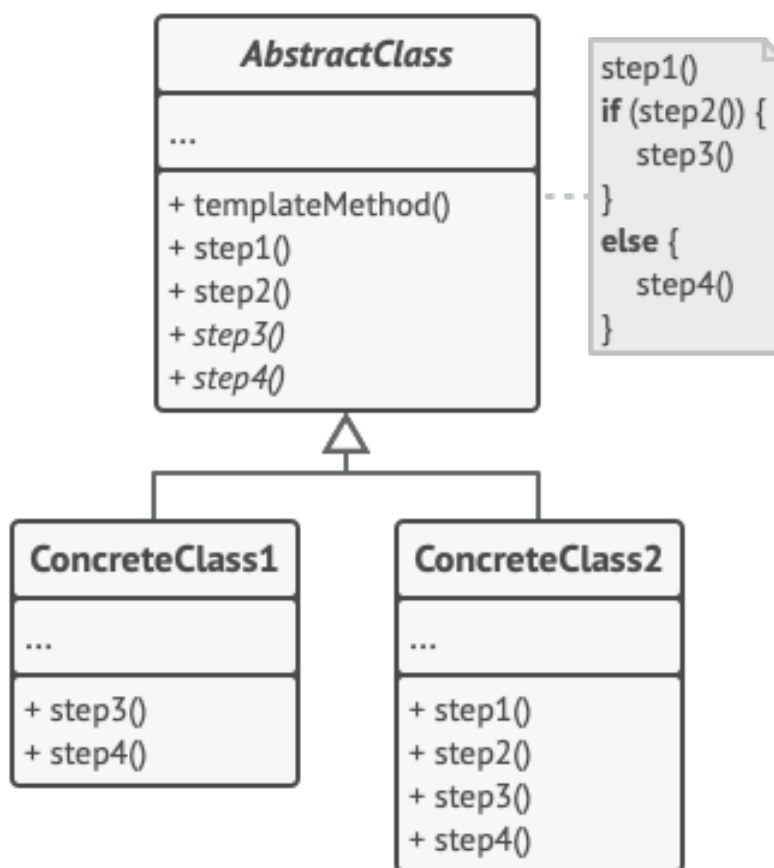 AbstractClass
...
+ templateMethod()
+ step1()
+ step2()
+ step3()
+ step4()
step1()
if (step2()) {
step3()
}
else {
step4()
}
ConcreteClass1
...
+ step3()
+ step4()
ConcreteClass2
...
+ step1()
+ step2()
+ step3()
+ step4()